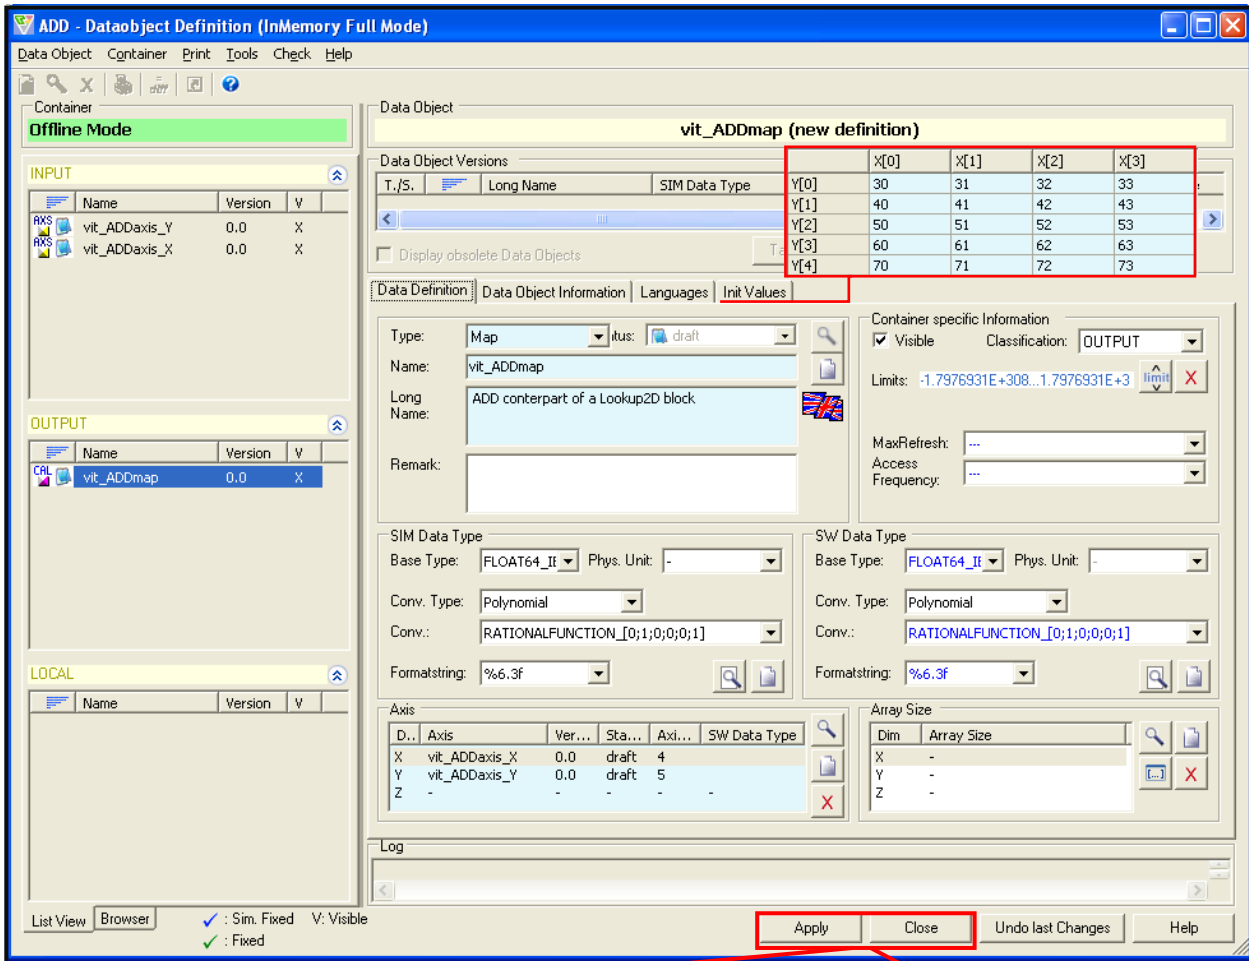 ADD - Dataobject Definition (InMemory Full Mode)
Data Object Container Print Tools Check Help
Container
Offline Mode
INPUT
Name Version V
AXS vit_ADDaxis_Y 0.0 X
AXS vit_ADDaxis_X 0.0 X
OUTPUT
Name Version V
CAL vit_ADDmap 0.0 X
LOCAL
Name Version V
List View Browser : Sim. Fixed V: Visible
: Fixed
Data Object
vit_ADDmap (new definition)
Data Object Versions
T./S. Long Name SIM Data Type
Display obsolete Data Objects
X[0] X[1] X[2] X[3]
Y[0] 30 31 32 33
Y[1] 40 41 42 43
Y[2] 50 51 52 53
Y[3] 60 61 62 63
Y[4] 70 71 72 73
Data Definition Data Object Information Languages Init Values
Type: Map itus: draft
Name: vit_ADDmap
Long Name: ADD conterpart of a Lookup2D block
Remark:
Container specific Information
Visible Classification: OUTPUT
Limits: -1.7976931E+308...1.7976931E+3 limit X
MaxRefresh: ---
Access Frequency: ---
SIM Data Type
Base Type: FLOAT64_IE Phys. Unit: -
Conv. Type: Polynomial
Conv.: RATIONALFUNCTION_[0;1;0;0;0;1]
Formatstring: %6.3f
SW Data Type
Base Type: FLOAT64_IE Phys. Unit: -
Conv. Type: Polynomial
Conv.: RATIONALFUNCTION_[0;1;0;0;0;1]
Formatstring: %6.3f
Axis
D.. Axis Ver... Sta... Axi... SW Data Type
X vit_ADDaxis_X 0.0 draft 4
Y vit_ADDaxis_Y 0.0 draft 5
Z - - - - -
Array Size
Dim Array Size
X -
Y -
Z -
Log
Apply Close Undo last Changes Help